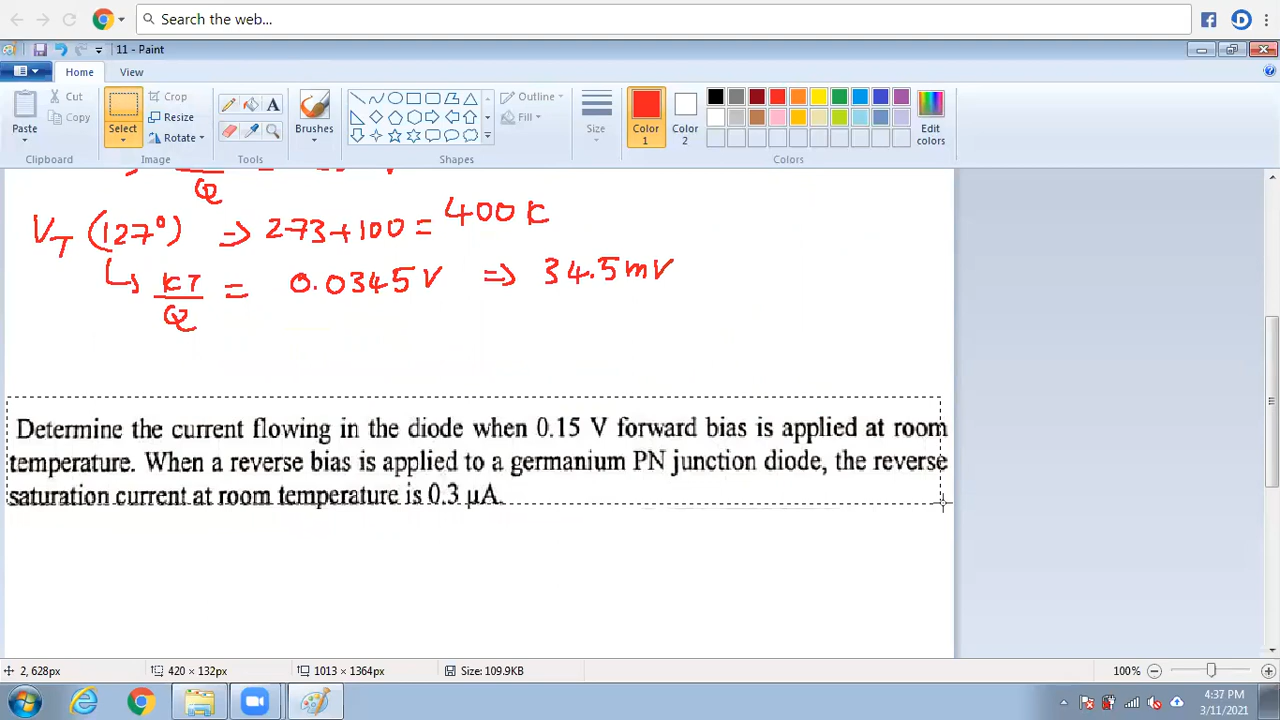 Search the web...
11 - Paint
Home View
Paste
Cut
Copy
Clipboard
Select
Crop
Resize
Rotate
Image
A
Tools
Brushes
Outline
Fill
Shapes
Size
Color 1
Color 2
Edit colors
Colors
Q =
V_T (127°) ⇒ 273+100 = 400 K
KT/Q = 0.0345 V ⇒ 34.5 mV
Determine the current flowing in the diode when 0.15 V forward bias is applied at room
temperature. When a reverse bias is applied to a germanium PN junction diode, the reverse
saturation current at room temperature is 0.3 μA.
2, 628px
420 × 132px
1013 × 1364px
Size: 109.9KB
100%
4:37 PM
3/11/2021